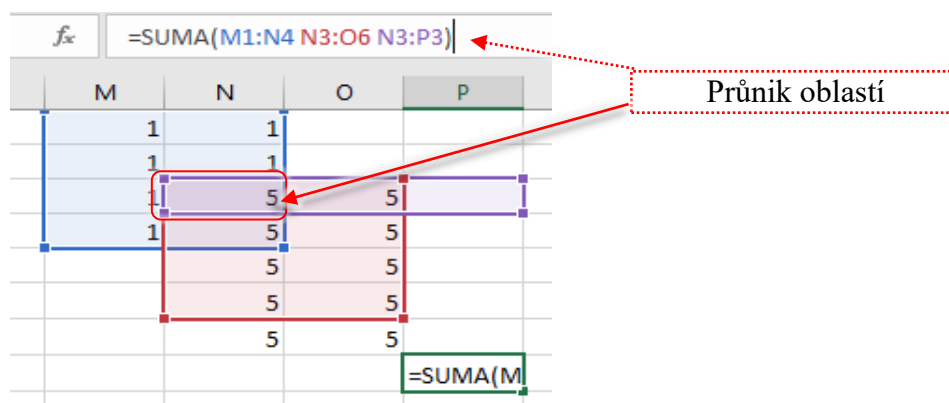 fx =SUMA(M1:N4 N3:O6 N3:P3)
Průnik oblastí
M N O P
1 1
1 1
1 5 5
1 5 5
5 5
5 5
5 5
=SUMA(M